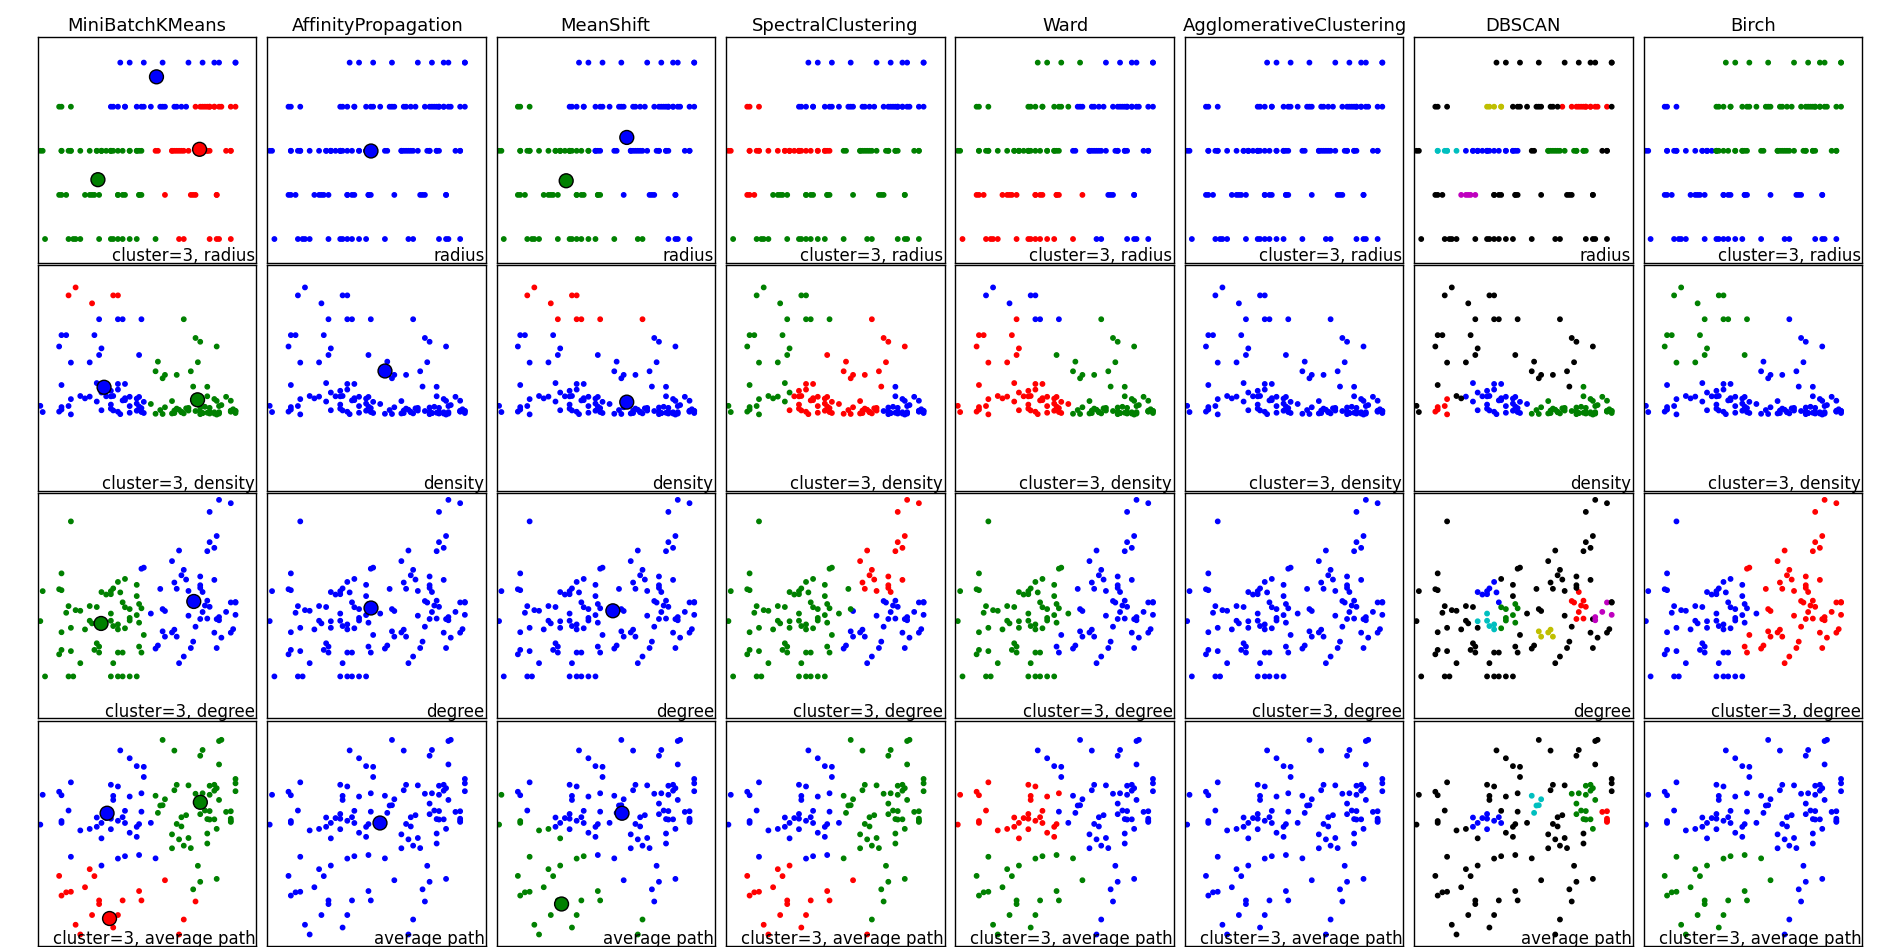 MiniBatchKMeans AffinityPropagation MeanShift SpectralClustering Ward AgglomerativeClustering DBSCAN Birch
cluster=3, radius radius radius cluster=3, radius cluster=3, radius cluster=3, radius radius cluster=3, radius
cluster=3, density density density cluster=3, density cluster=3, density cluster=3, density density cluster=3, density
cluster=3, degree degree degree cluster=3, degree cluster=3, degree cluster=3, degree degree cluster=3, degree
cluster=3, average path average path average path cluster=3, average path cluster=3, average path cluster=3, average path average path cluster=3, average path